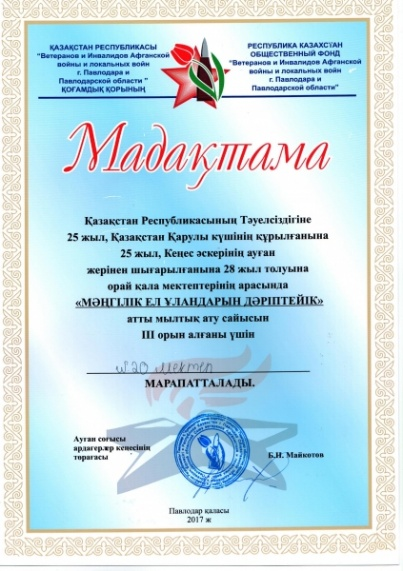 ҚАЗАҚСТАН РЕСПУБЛИКАСЫ
"Ветеранов и Инвалидов Афганской
войны и локальных войн
г. Павлодара и
Павлодарской области "
ҚОҒАМДЫҚ ҚОРЫНЫҢ
РЕСПУБЛИКА КАЗАХСТАН
ОБЩЕСТВЕННЫЙ ФОНД
"Ветеранов и Инвалидов Афганской
войны и локальных войн
г. Павлодара и
Павлодарской области"
Мадақтама
Қазақстан Республикасының Тәуелсіздігіне
25 жыл, Қазақстан Қарулы күшінің құрылғанына
25 жыл, Кеңес әскерінің ауған
жерінен шығарылғанына 28 жыл толуына
орай қала мектептерінің арасында
«МӘҢГІЛІК ЕЛ ҰЛАНДАРЫН ДӘРІПТЕЙІК»
атты мылтық ату сайысын
III орын алғаны үшін
№20 мектеп
МАРАПАТТАЛАДЫ.
Ауған соғысы
ардагерлер кеңесінің
төрағасы
Б.Н. Майкотов
Павлодар қаласы
2017 ж